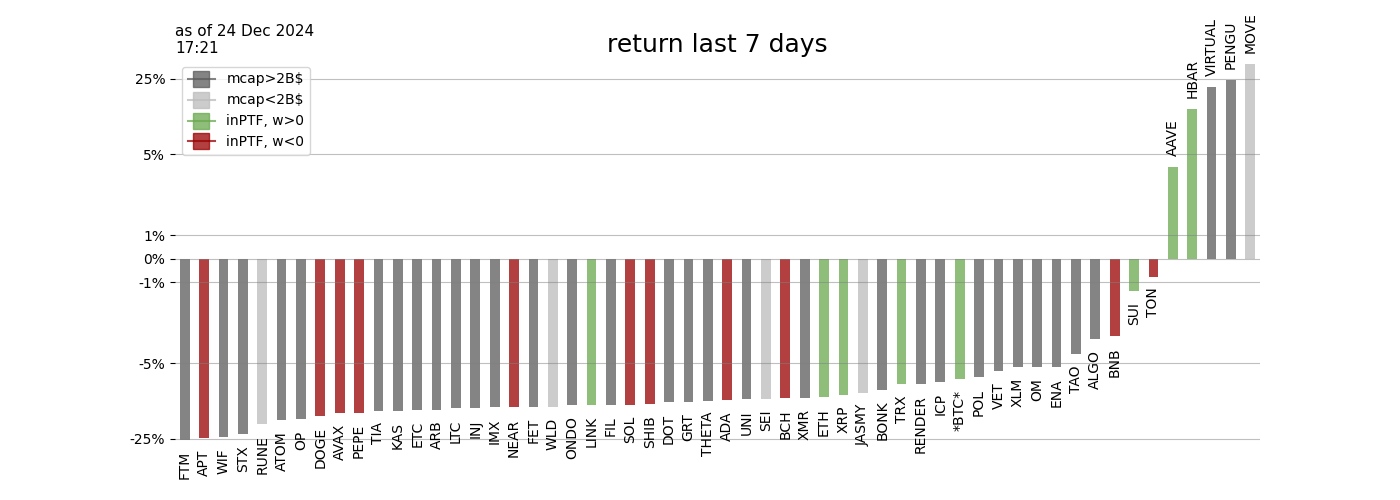 as of 24 Dec 2024
17:21
return last 7 days
mcap>2B$
mcap<2B$
inPTF, w>0
inPTF, w<0
25%
5%
1%
0%
-1%
-5%
-25%
FTM
APT
WIF
STX
RUNE
ATOM
OP
DOGE
AVAX
PEPE
TIA
KAS
ETC
ARB
LTC
INJ
IMX
NEAR
FET
WLD
ONDO
LINK
FIL
SOL
SHIB
DOT
GRT
THETA
ADA
UNI
SEI
BCH
XMR
ETH
XRP
JASMY
BONK
TRX
RENDER
ICP
*BTC*
POL
VET
XLM
OM
ENA
TAO
ALGO
BNB
SUI
TON
AAVE
HBAR
VIRTUAL
PENGU
MOVE